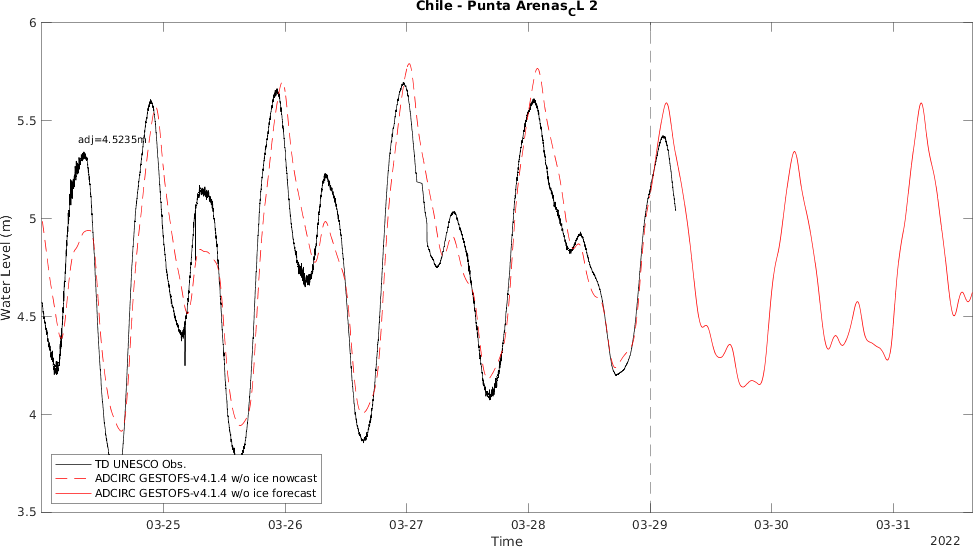 Chile - Punta Arenas_CL 2
6
5.5
5
4.5
4
3.5
Water Level (m)
adj=4.5235m
TD UNESCO Obs.
ADCIRC GESTOFS-v4.1.4 w/o ice nowcast
ADCIRC GESTOFS-v4.1.4 w/o ice forecast
03-25 03-26 03-27 03-28 03-29 03-30 03-31
Time
2022